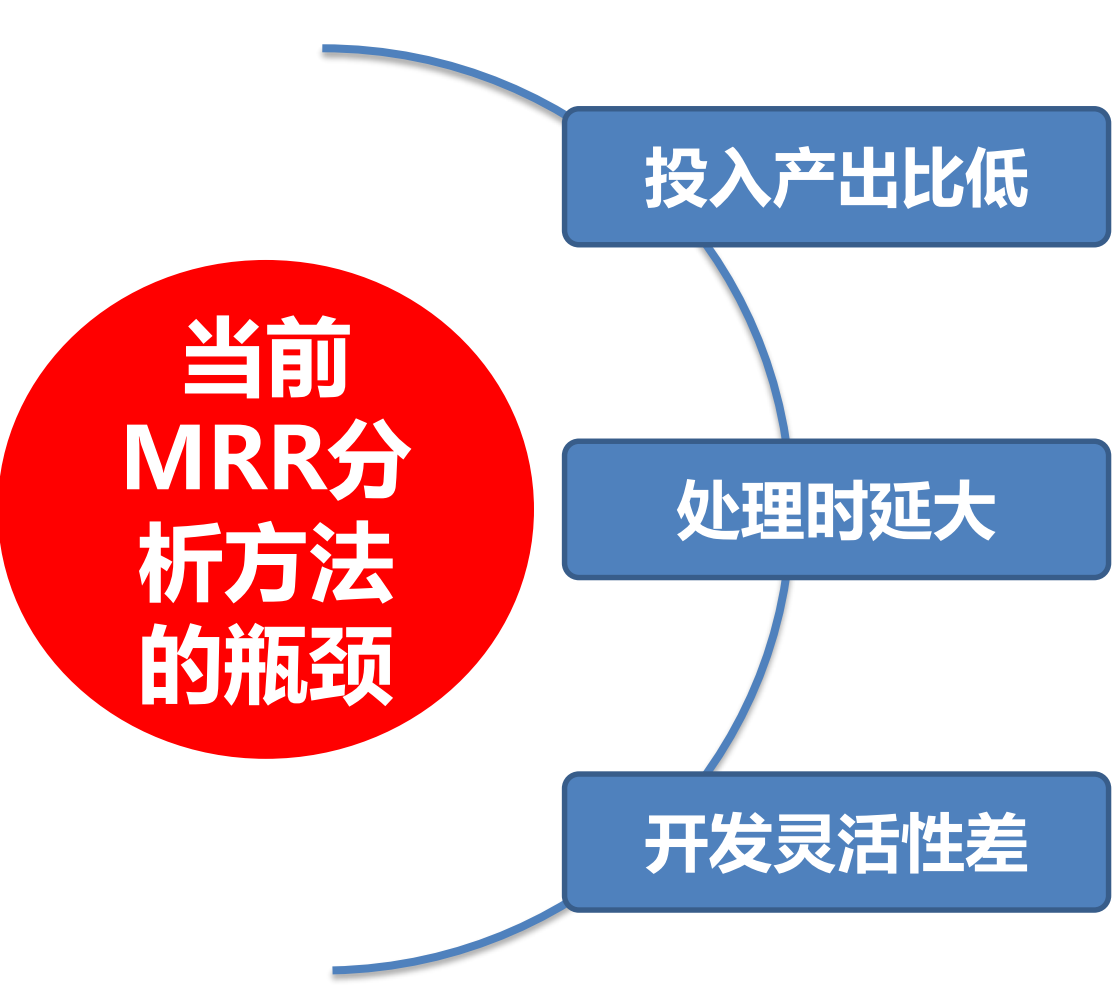 当前
MRR分
析方法
的瓶颈
投入产出比低
处理时延大
开发灵活性差